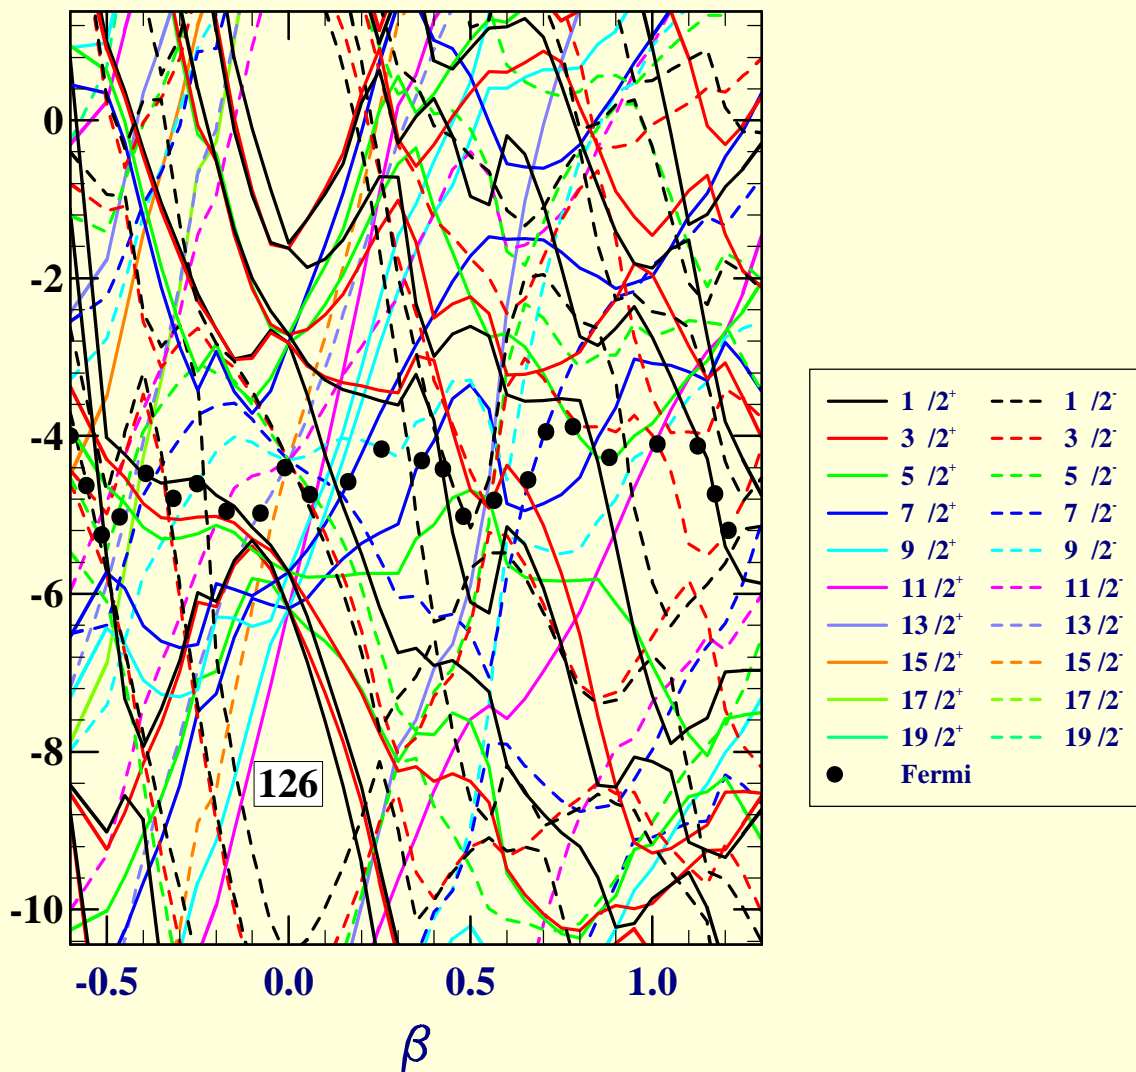 0
-2
-4
-6
-8
-10
126
-0.5 0.0 0.5 1.0
β
1 /2+ 1 /2-
3 /2+ 3 /2-
5 /2+ 5 /2-
7 /2+ 7 /2-
9 /2+ 9 /2-
11 /2+ 11 /2-
13 /2+ 13 /2-
15 /2+ 15 /2-
17 /2+ 17 /2-
19 /2+ 19 /2-
Fermi